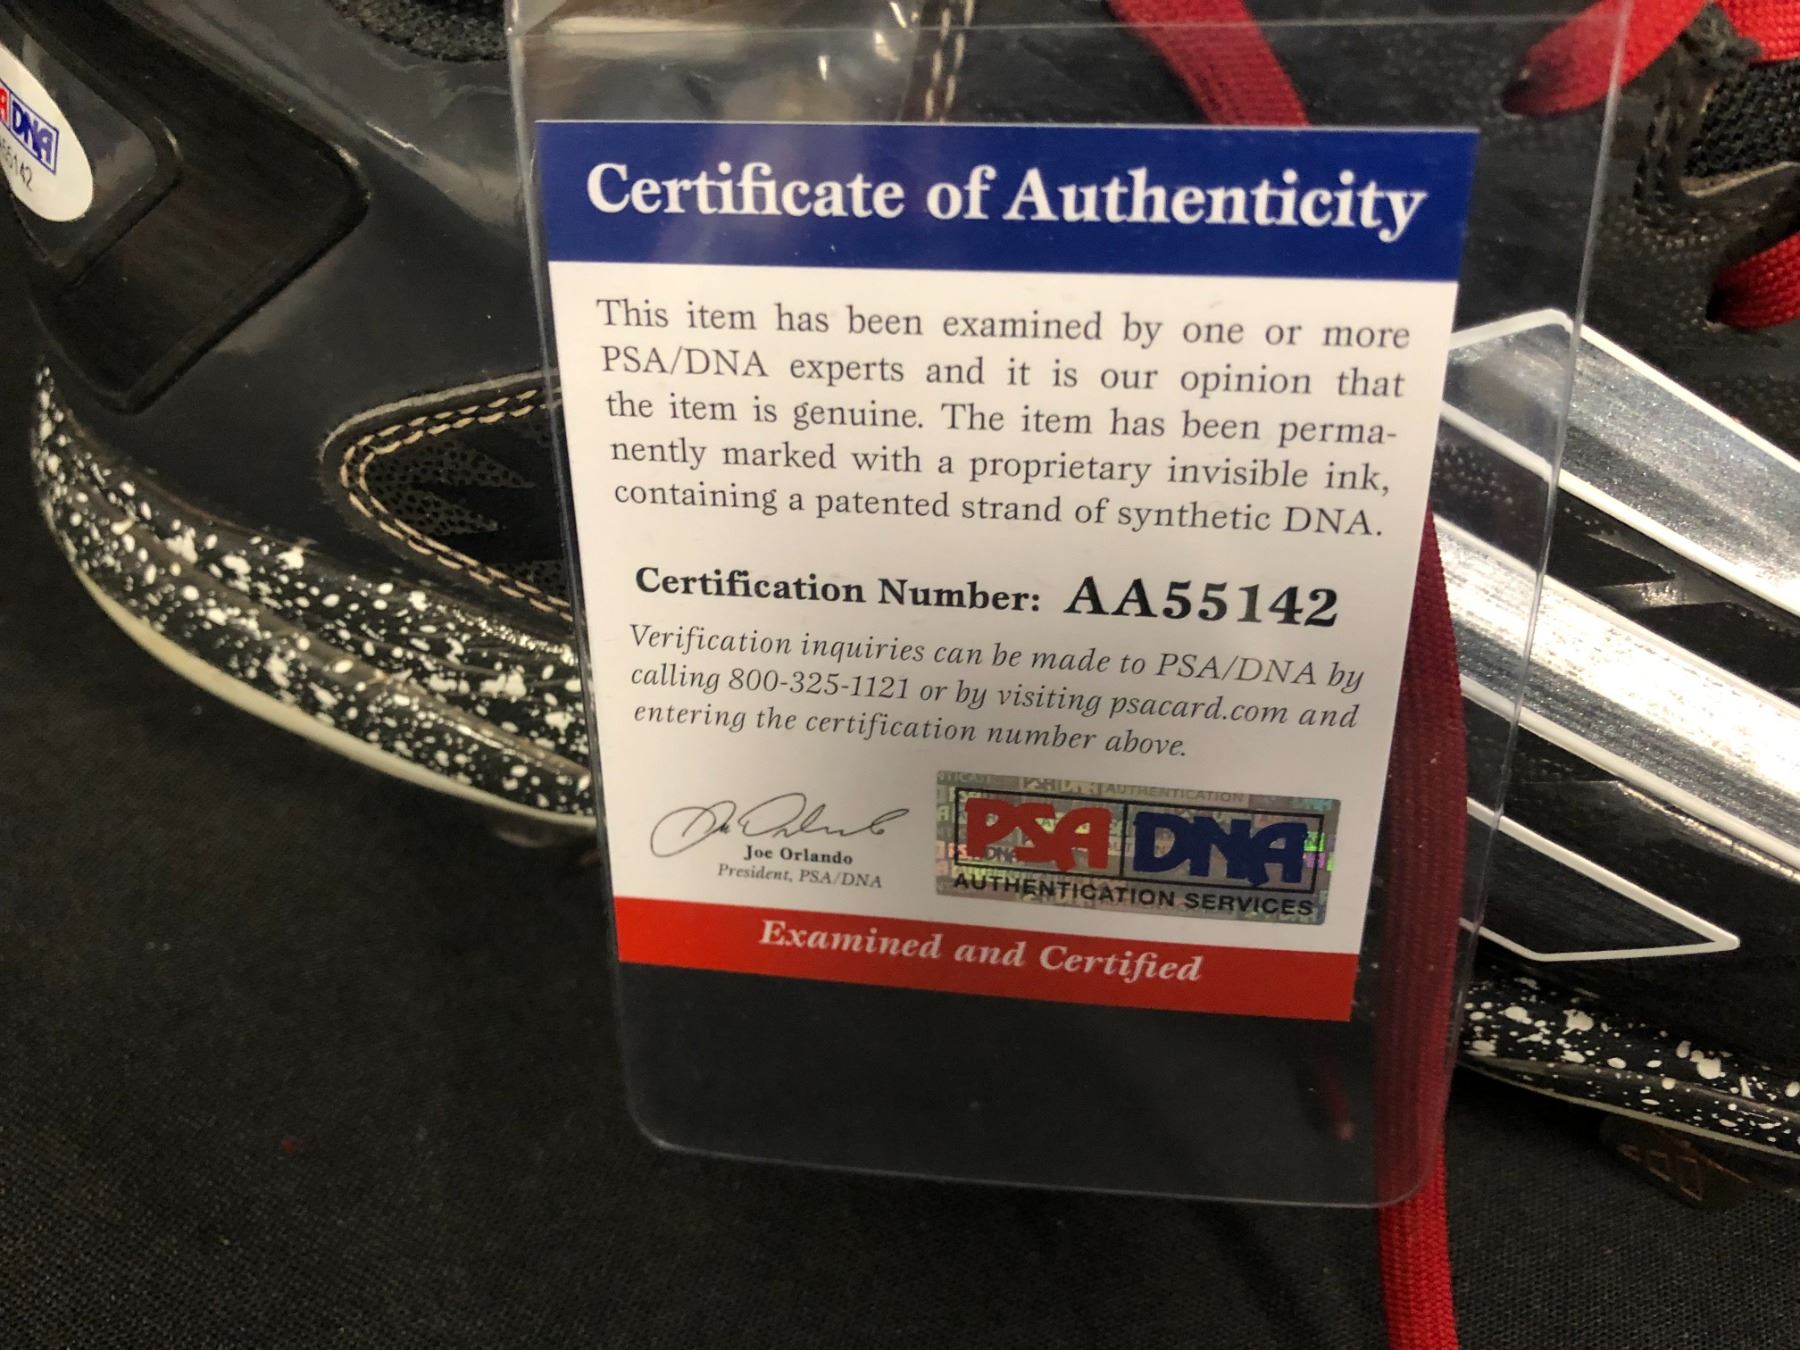 Certificate of Authenticity
This item has been examined by one or more
PSA/DNA experts and it is our opinion that
the item is genuine. The item has been perma-
nently marked with a proprietary invisible ink,
containing a patented strand of synthetic DNA.
Certification Number: AA55142
Verification inquiries can be made to PSA/DNA by
calling 800-325-1121 or by visiting psacard.com and
entering the certification number above.
Joe Orlando
President, PSA/DNA
PSA DNA
AUTHENTICATION SERVICES
Examined and Certified
DNA
55142